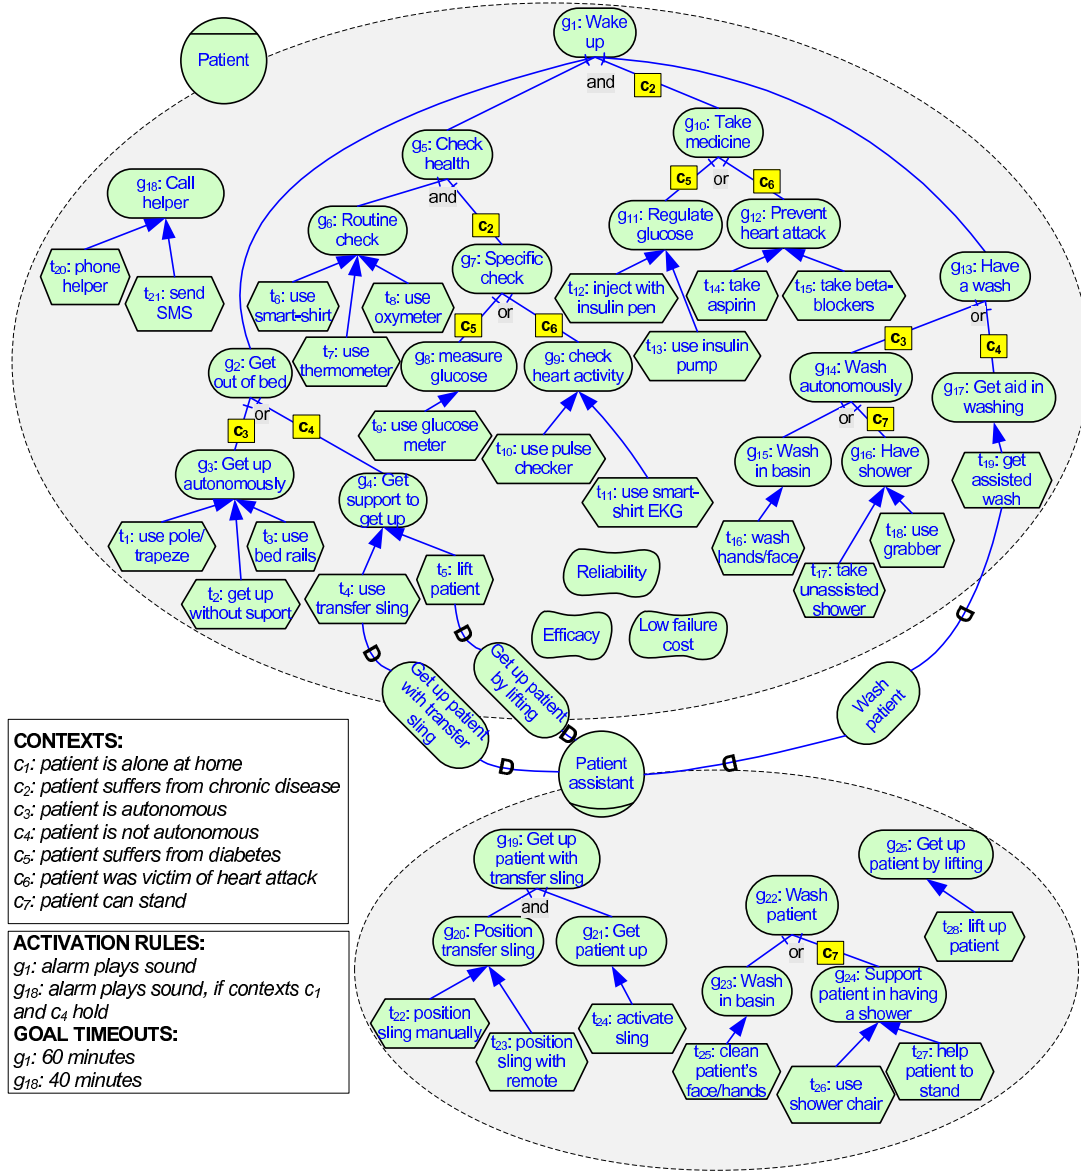 Patient
g1: Wake
up
and
c2
g10: Take
medicine
g5: Check
health
c5
or
c6
and
g18: Call
helper
g6: Routine
check
c2
g11: Regulate
glucose
g12: Prevent
heart attack
g7: Specific
check
t20: phone
helper
t21: send
SMS
t6: use
smart-shirt
t8: use
oxymeter
t12: inject with
insulin pen
t14: take
aspirin
t15: take beta-
blockers
g13: Have
a wash
or
or
t7: use
thermometer
c5
c6
t13: use insulin
pump
c3
c4
g2: Get
out of bed
g8: measure
glucose
g9: check
heart activity
g14: Wash
autonomously
g17: Get aid in
washing
or
c3
c4
t9: use glucose
meter
t10: use pulse
checker
or
c7
g3: Get up
autonomously
g4: Get
support to
get up
g15: Wash
in basin
g16: Have
shower
t19: get
assisted
wash
t11: use smart-
shirt EKG
t1: use pole/
trapeze
t3: use
bed rails
t2: get up
without suport
t4: use
transfer sling
t5: lift
patient
t16: wash
hands/face
t18: use
grabber
t17: take
unassisted
shower
Reliability
Efficacy
Low failure
cost
D
D
D
Get up patient
with transfer
sling
Get up patient
by lifting
Wash
patient
D
D
D
Patient
assistant
CONTEXTS:
c1: patient is alone at home
c2: patient suffers from chronic disease
c3: patient is autonomous
c4: patient is not autonomous
c5: patient suffers from diabetes
c6: patient was victim of heart attack
c7: patient can stand
ACTIVATION RULES:
g1: alarm plays sound
g18: alarm plays sound, if contexts c1
and c4 hold
GOAL TIMEOUTS:
g1: 60 minutes
g18: 40 minutes
g19: Get up
patient with
transfer sling
and
g20: Position
transfer sling
g21: Get
patient up
t22: position
sling manually
t23: position
sling with
remote
t24: activate
sling
g22: Wash
patient
or
c7
g23: Wash
in basin
g24: Support
patient in having
a shower
g25: Get up
patient by lifting
t28: lift up
patient
t25: clean
patient's
face/hands
t26: use
shower chair
t27: help
patient to
stand